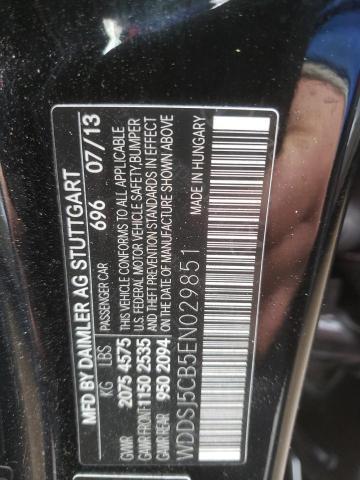 MFD BY DAIMLER AG STUTTGART
KG LBS PASSENGER CAR 696 07/13
GVWR 2075 4575 THIS VEHICLE CONFORMS TO ALL APPLICABLE
U.S. FEDERAL MOTOR VEHICLE SAFETY,BUMPER
GAWR FRONT 1150 2535 AND THEFT PREVENTION STANDARDS IN EFFECT
GAWR REAR 950 2094 ON THE DATE OF MANUFACTURE SHOWN ABOVE
MADE IN HUNGARY
WDDSJ5CB5EN029851